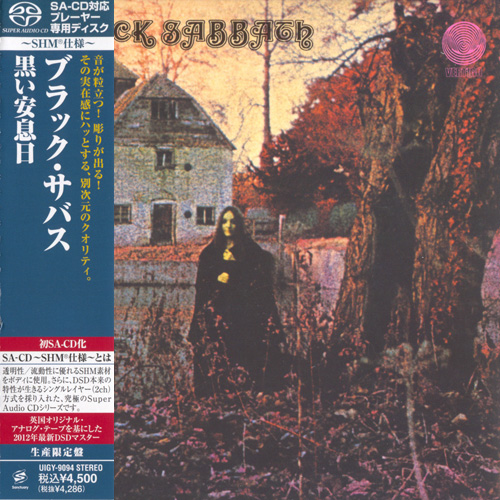 SUPER AUDIO CD
SA-CD対応
プレーヤー
専用ディスク
～SHM®仕様～
ブラック・サバス
黒い安息日
音が粒立つ！彫りが出る！
その実在感にハッとする、別次元のクオリティ。
初SA-CD化
SA-CD～SHM®仕様～とは
透明性／流動性に優れるSHM素材
をボディに使用。さらに、DSD本来の
特性が生きるシングルレイヤー(2ch)
方式を採り入れた、究極のSuper
Audio CDシリーズです。
英国オリジナル・
アナログ・テープを基にした
2012年最新DSDマスター
生産限定盤
Sanctuary
UIGY-9094 STEREO
税込¥4,500
(税抜¥4,286)
CK SABBATH
VERTIGO